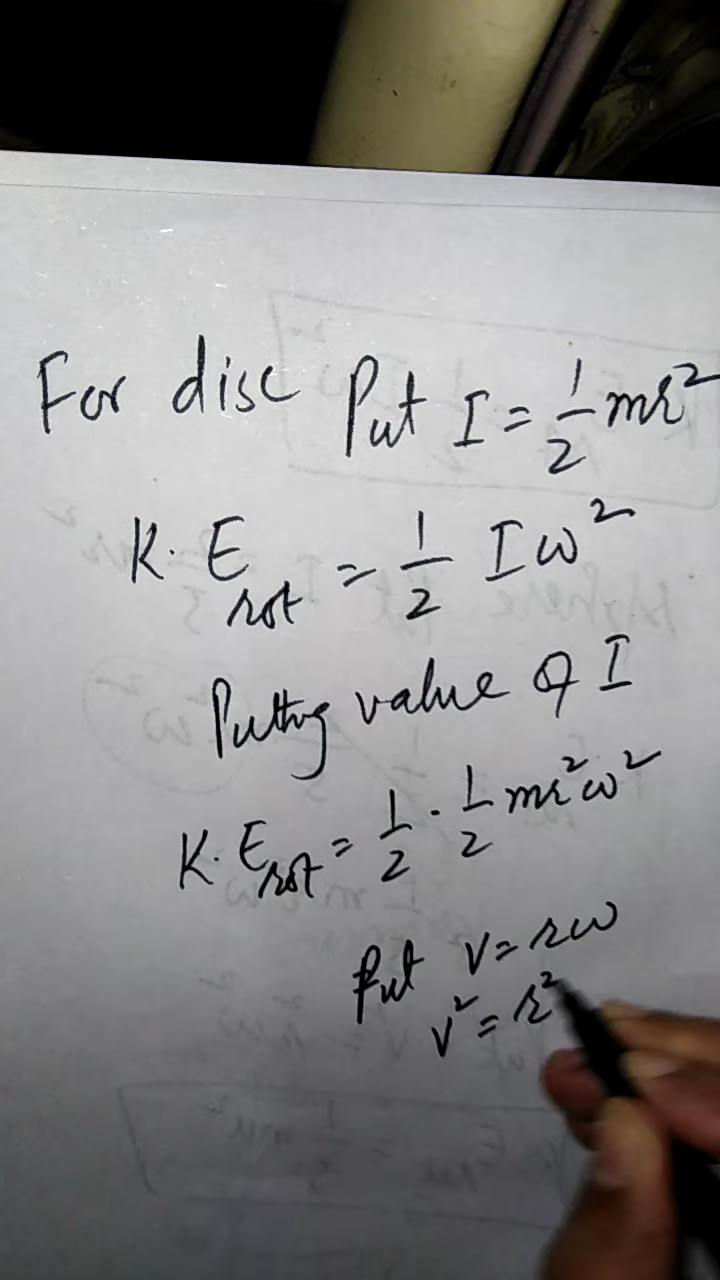 For disc Put I = 1/2 mr²
K.E rot = 1/2 Iω²
Putting value of I
K.E rot = 1/2 . 1/2 mr²ω²
Put v = rω
v² = r²